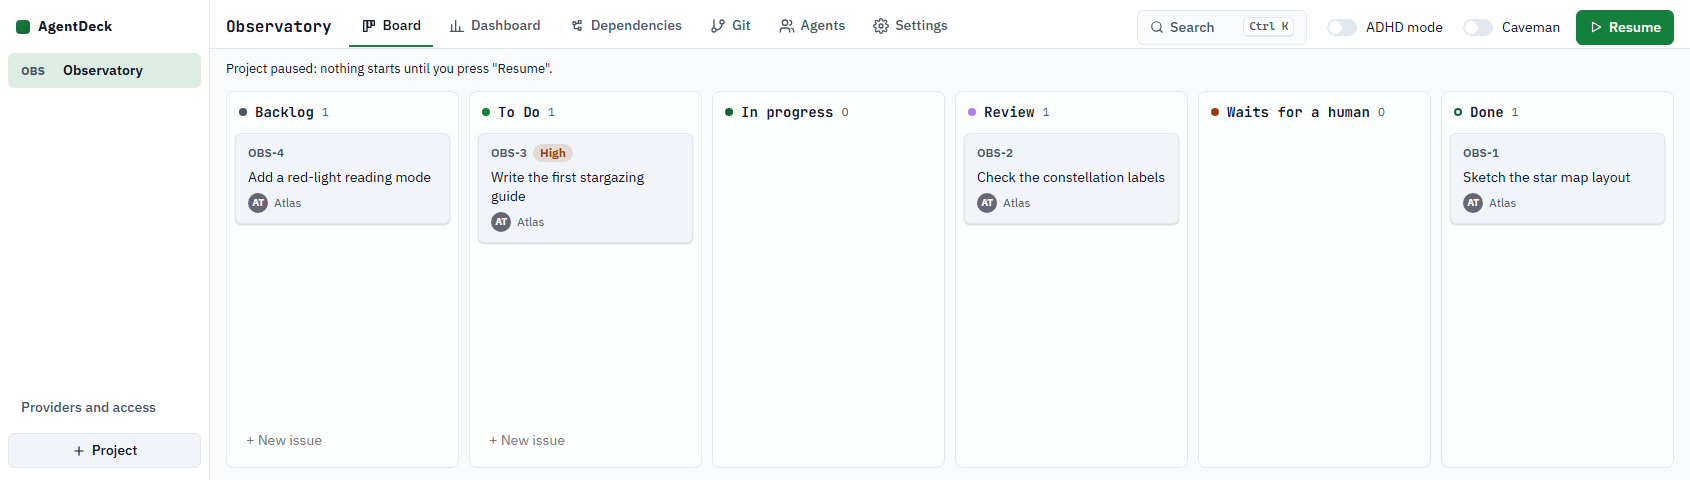 AgentDeck
OBS Observatory
Providers and access
+ Project
Observatory
Board
Dashboard
Dependencies
Git
Agents
Settings
Search Ctrl K
ADHD mode
Caveman
Resume
Project paused: nothing starts until you press "Resume".
Backlog 1
OBS-4
Add a red-light reading mode
AT Atlas
+ New issue
To Do 1
OBS-3 High
Write the first stargazing
guide
AT Atlas
+ New issue
In progress 0
Review 1
OBS-2
Check the constellation labels
AT Atlas
Waits for a human 0
Done 1
OBS-1
Sketch the star map layout
AT Atlas